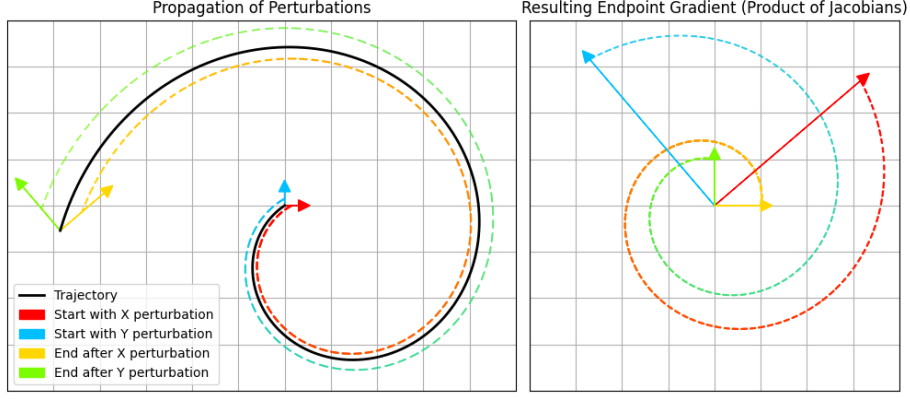 Propagation of Perturbations
Resulting Endpoint Gradient (Product of Jacobians)
Trajectory
Start with X perturbation
Start with Y perturbation
End after X perturbation
End after Y perturbation